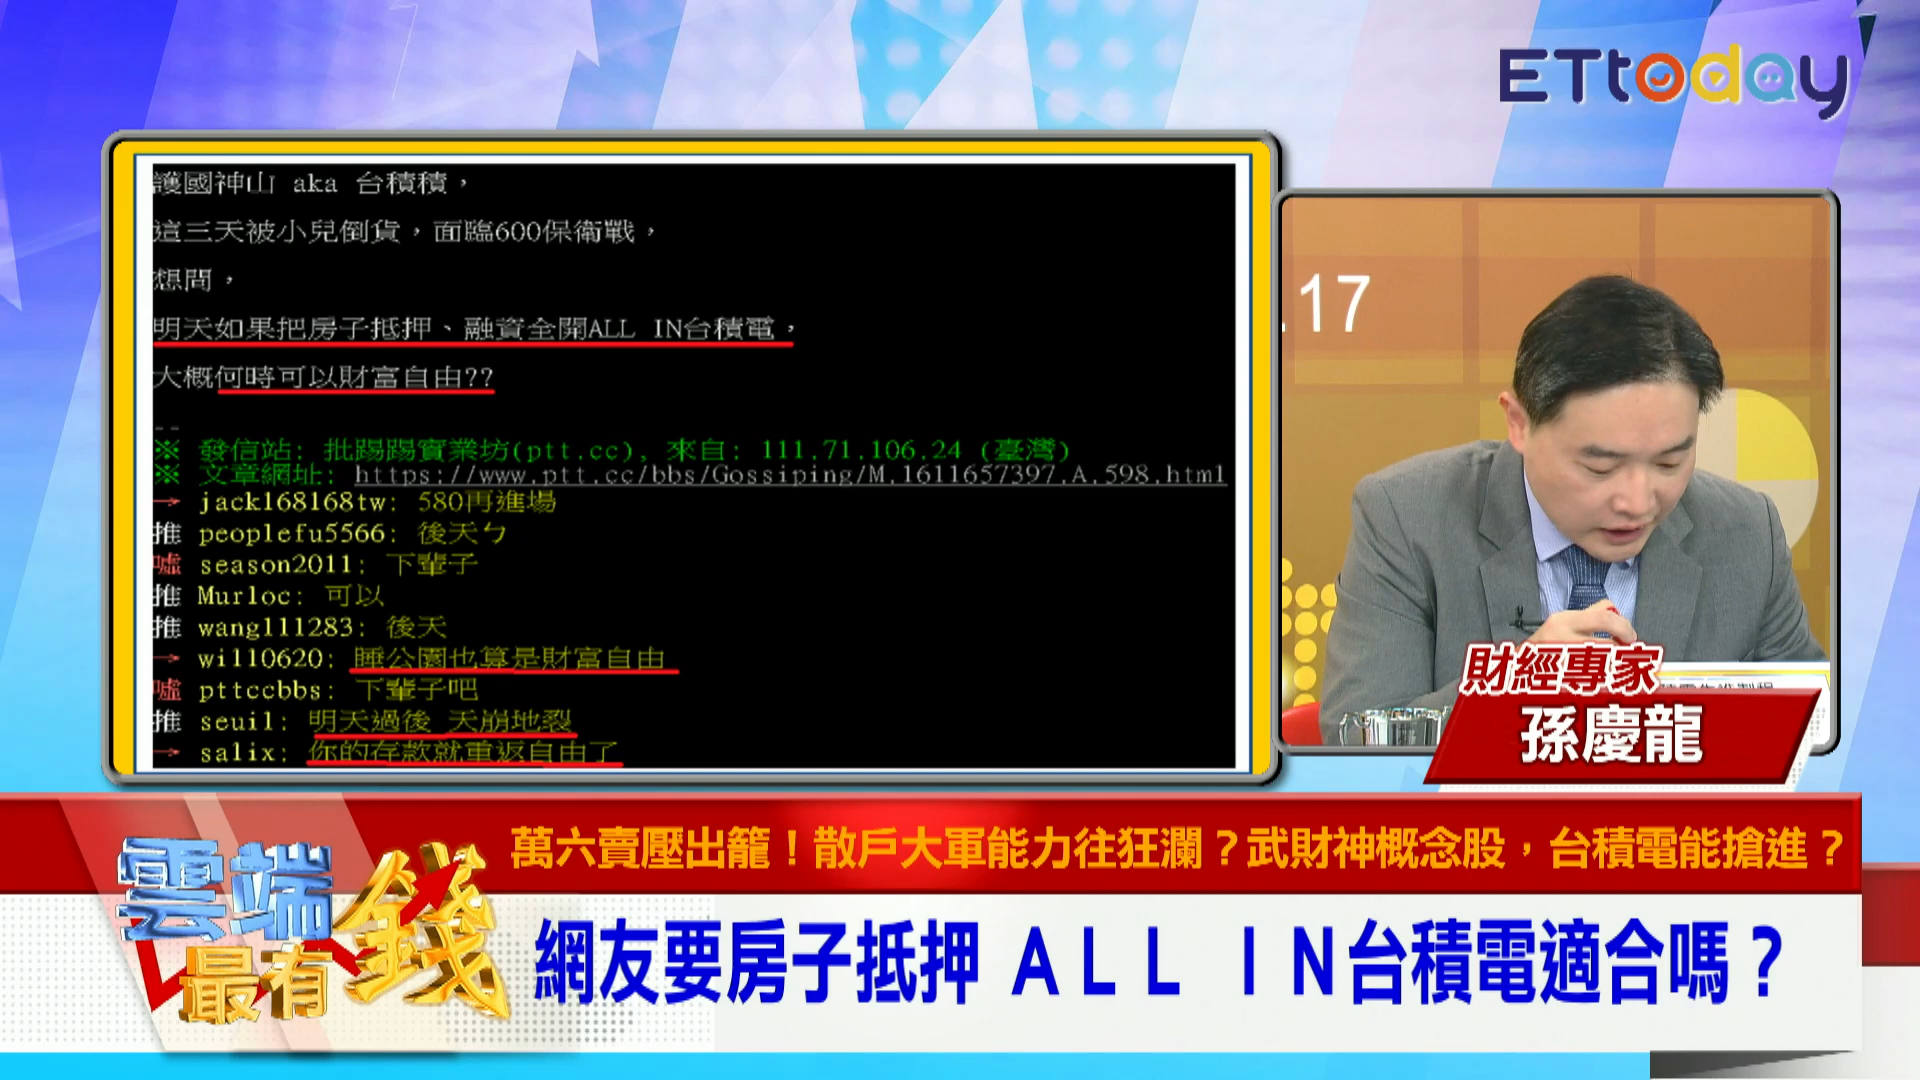 ETtoday
護國神山 aka 台積積，
這三天被小兒倒貨，面臨600保衛戰，
想問，
明天如果把房子抵押、融資全開ALL IN台積電，
大概何時可以財富自由??
--
※ 發信站: 批踢踢實業坊(ptt.cc), 來自: 111.71.106.24 (臺灣)
※ 文章網址: https://www.ptt.cc/bbs/Gossiping/M.1611657397.A.598.html
→ jack168168tw: 580再進場
推 peoplefu5566: 後天ㄅ
噓 season2011: 下輩子
推 Murloc: 可以
推 wang111283: 後天
→ will0620: 睡公園也算是財富自由
噓 pttccbbs: 下輩子吧
推 seuil: 明天過後 天崩地裂
→ salix: 你的存款就重返自由了
.17
財經專家
孫慶龍
雲端最有錢
萬六賣壓出籠！散戶大軍能力往狂瀾？武財神概念股，台積電能搶進？
網友要房子抵押 ＡＬＬ ＩＮ台積電適合嗎？